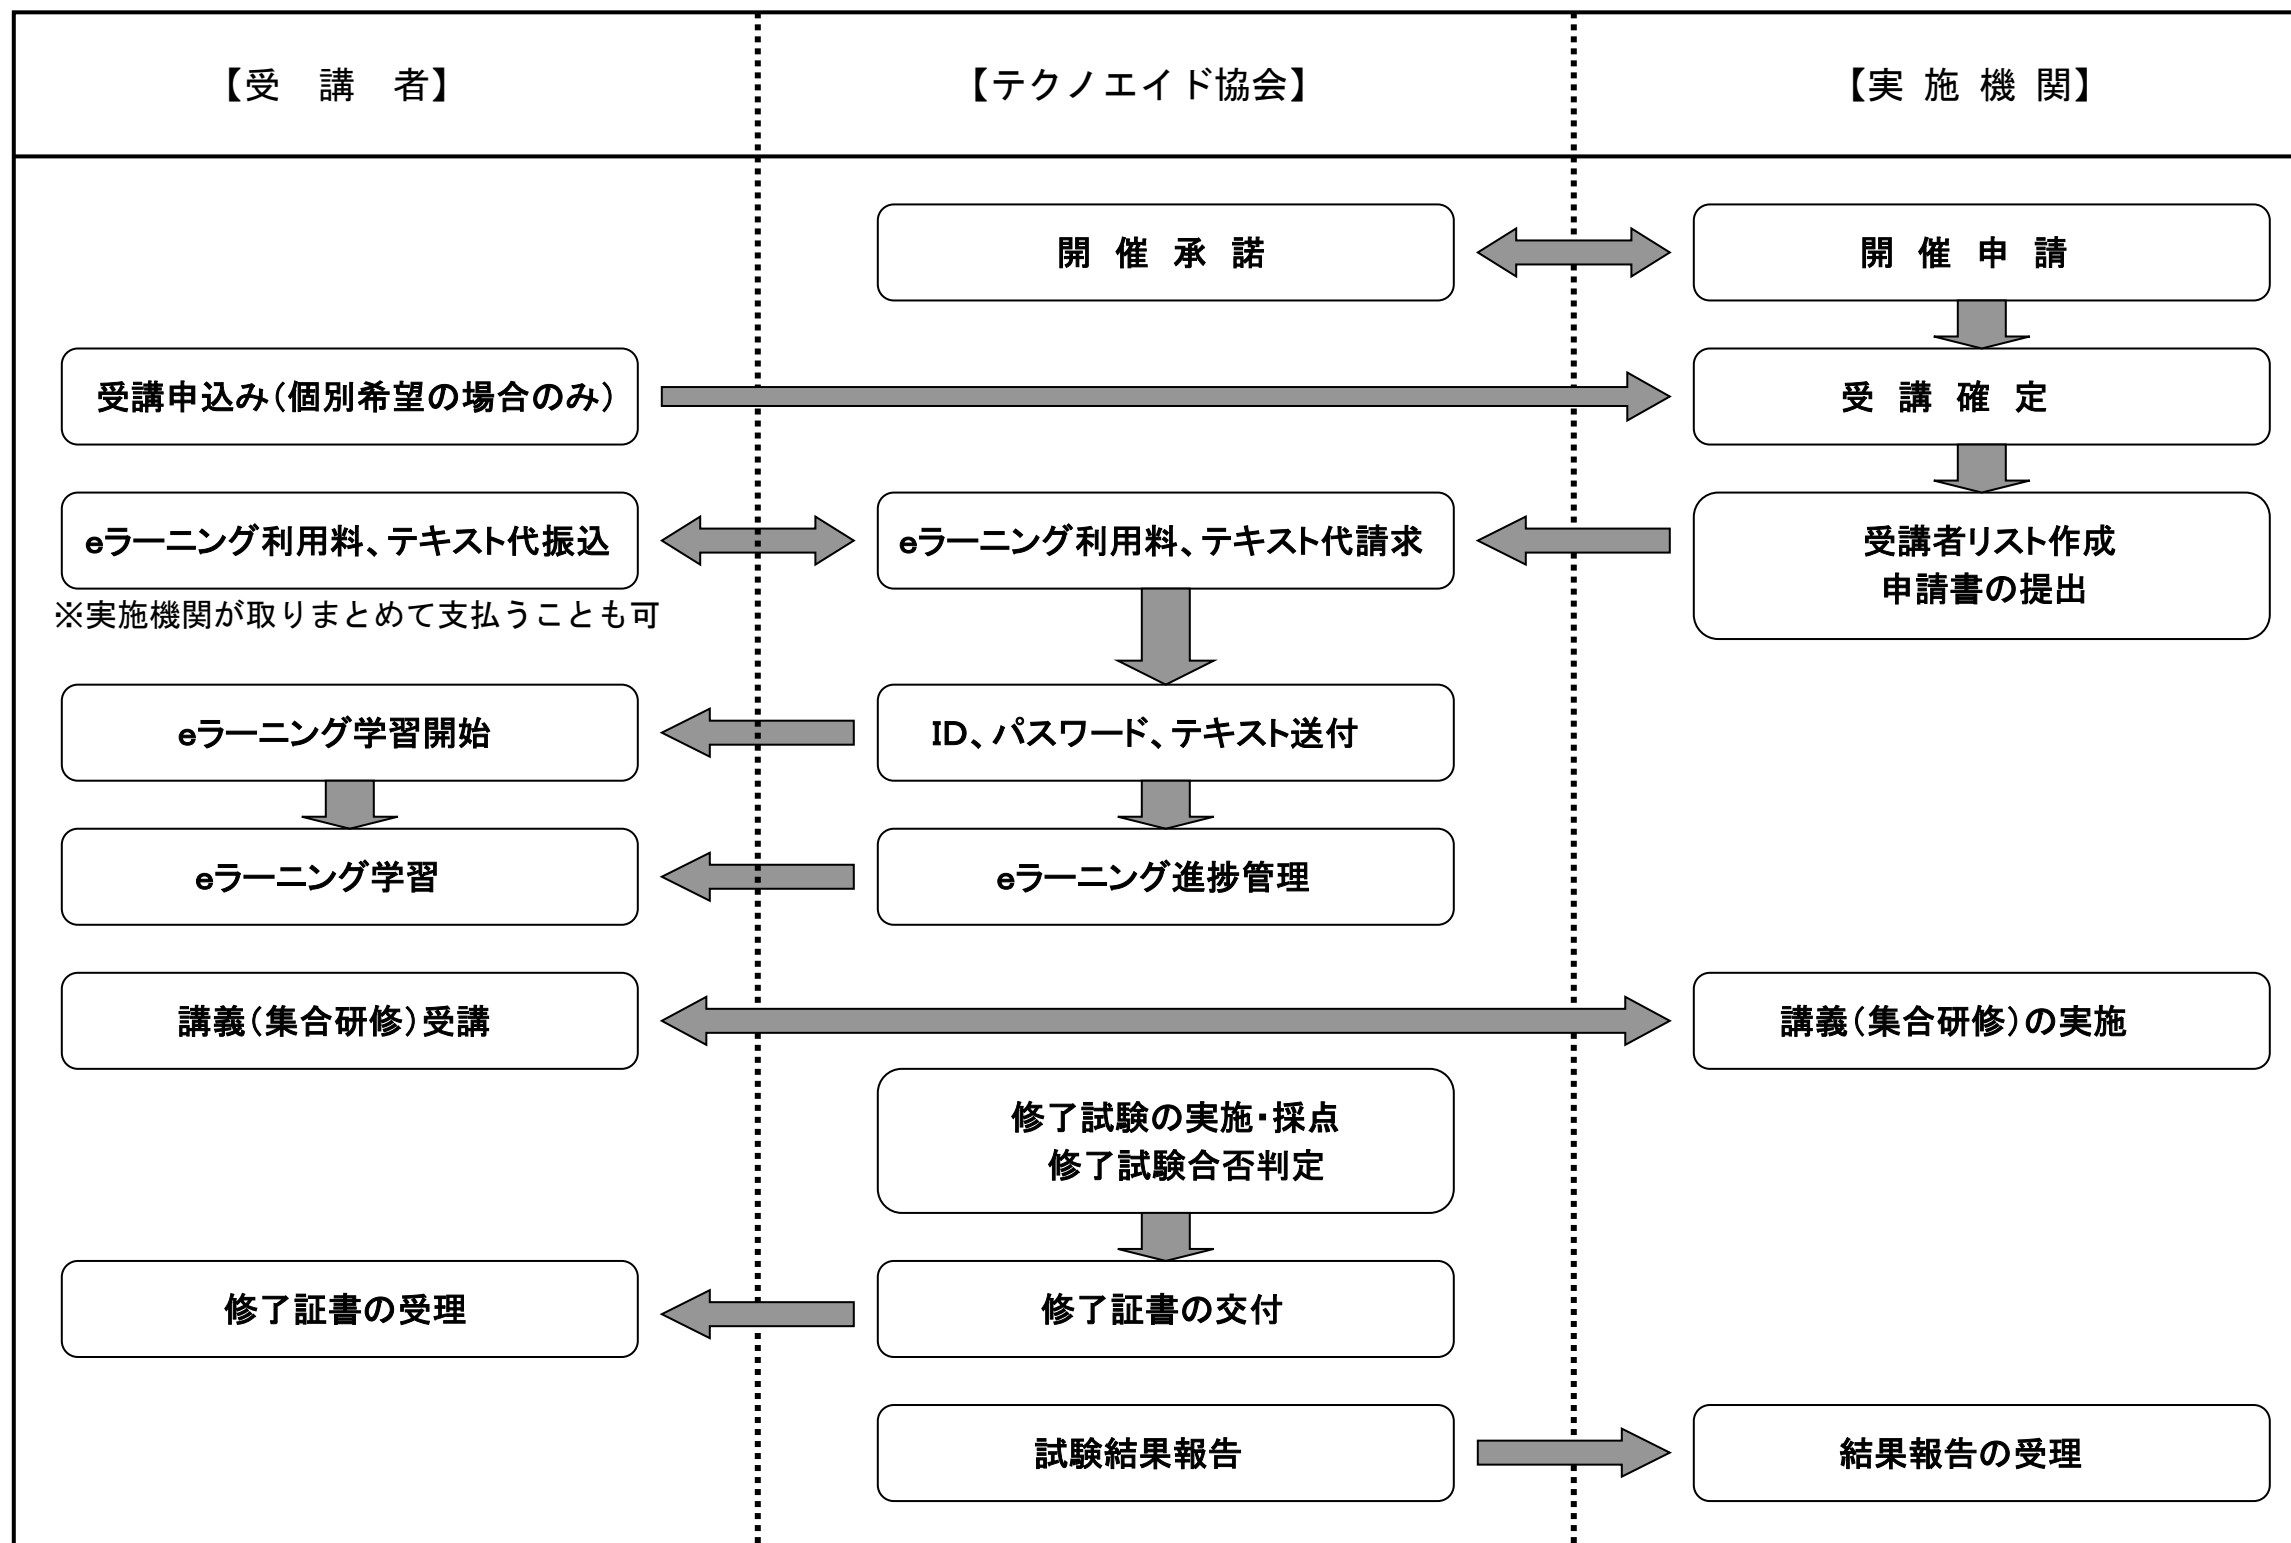 【受　講　者】
【テクノエイド協会】
【実 施 機 関】
開 催 承 諾
開 催 申 請
受講申込み（個別希望の場合のみ）
受 講 確 定
eラーニング利用料、テキスト代振込
eラーニング利用料、テキスト代請求
受講者リスト作成
申請書の提出
※実施機関が取りまとめて支払うことも可
eラーニング学習開始
ID、パスワード、テキスト送付
eラーニング学習
eラーニング進捗管理
講義（集合研修）受講
講義（集合研修）の実施
修了試験の実施・採点
修了試験合否判定
修了証書の受理
修了証書の交付
試験結果報告
結果報告の受理